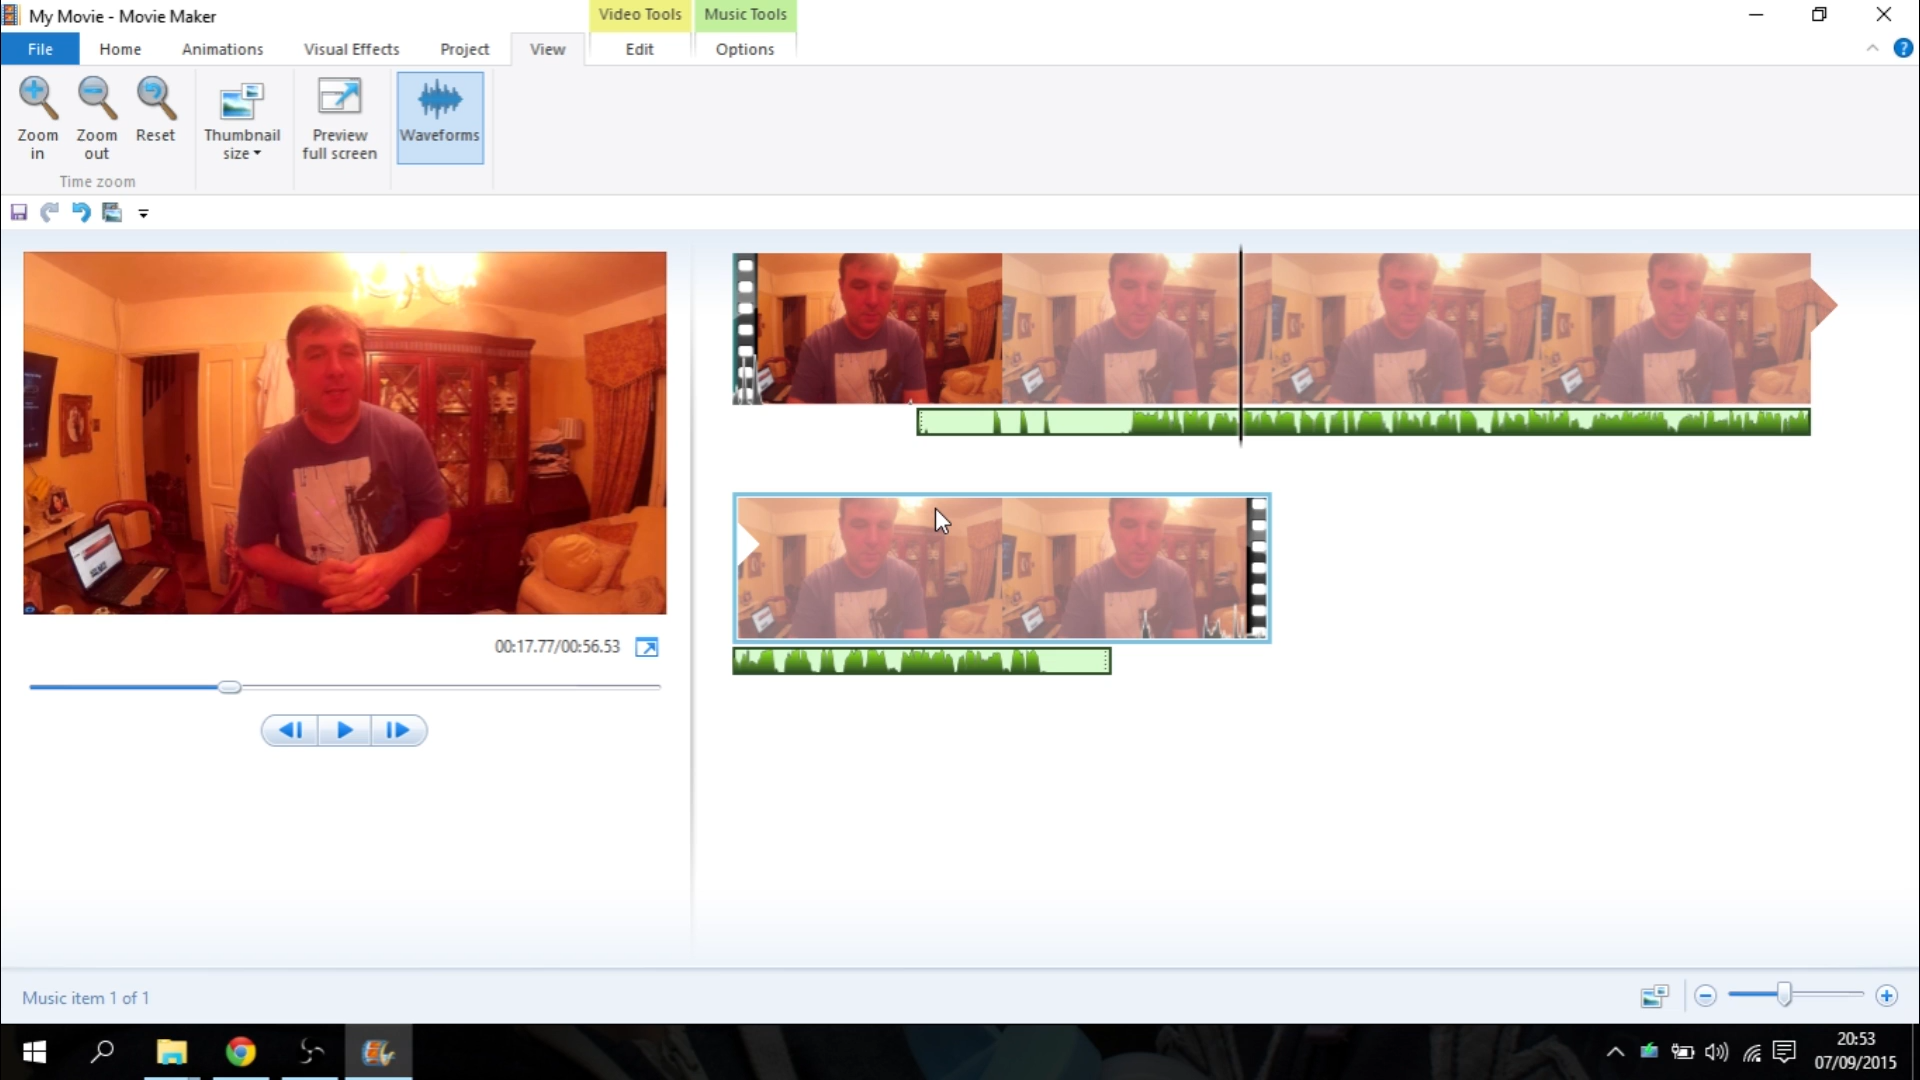 My Movie - Movie Maker
Video Tools
Music Tools
File
Home
Animations
Visual Effects
Project
View
Edit
Options
Zoom in
Zoom out
Reset
Thumbnail size
Preview full screen
Waveforms
Time zoom
00:17.77/00:56.53
Music item 1 of 1
20:53
07/09/2015